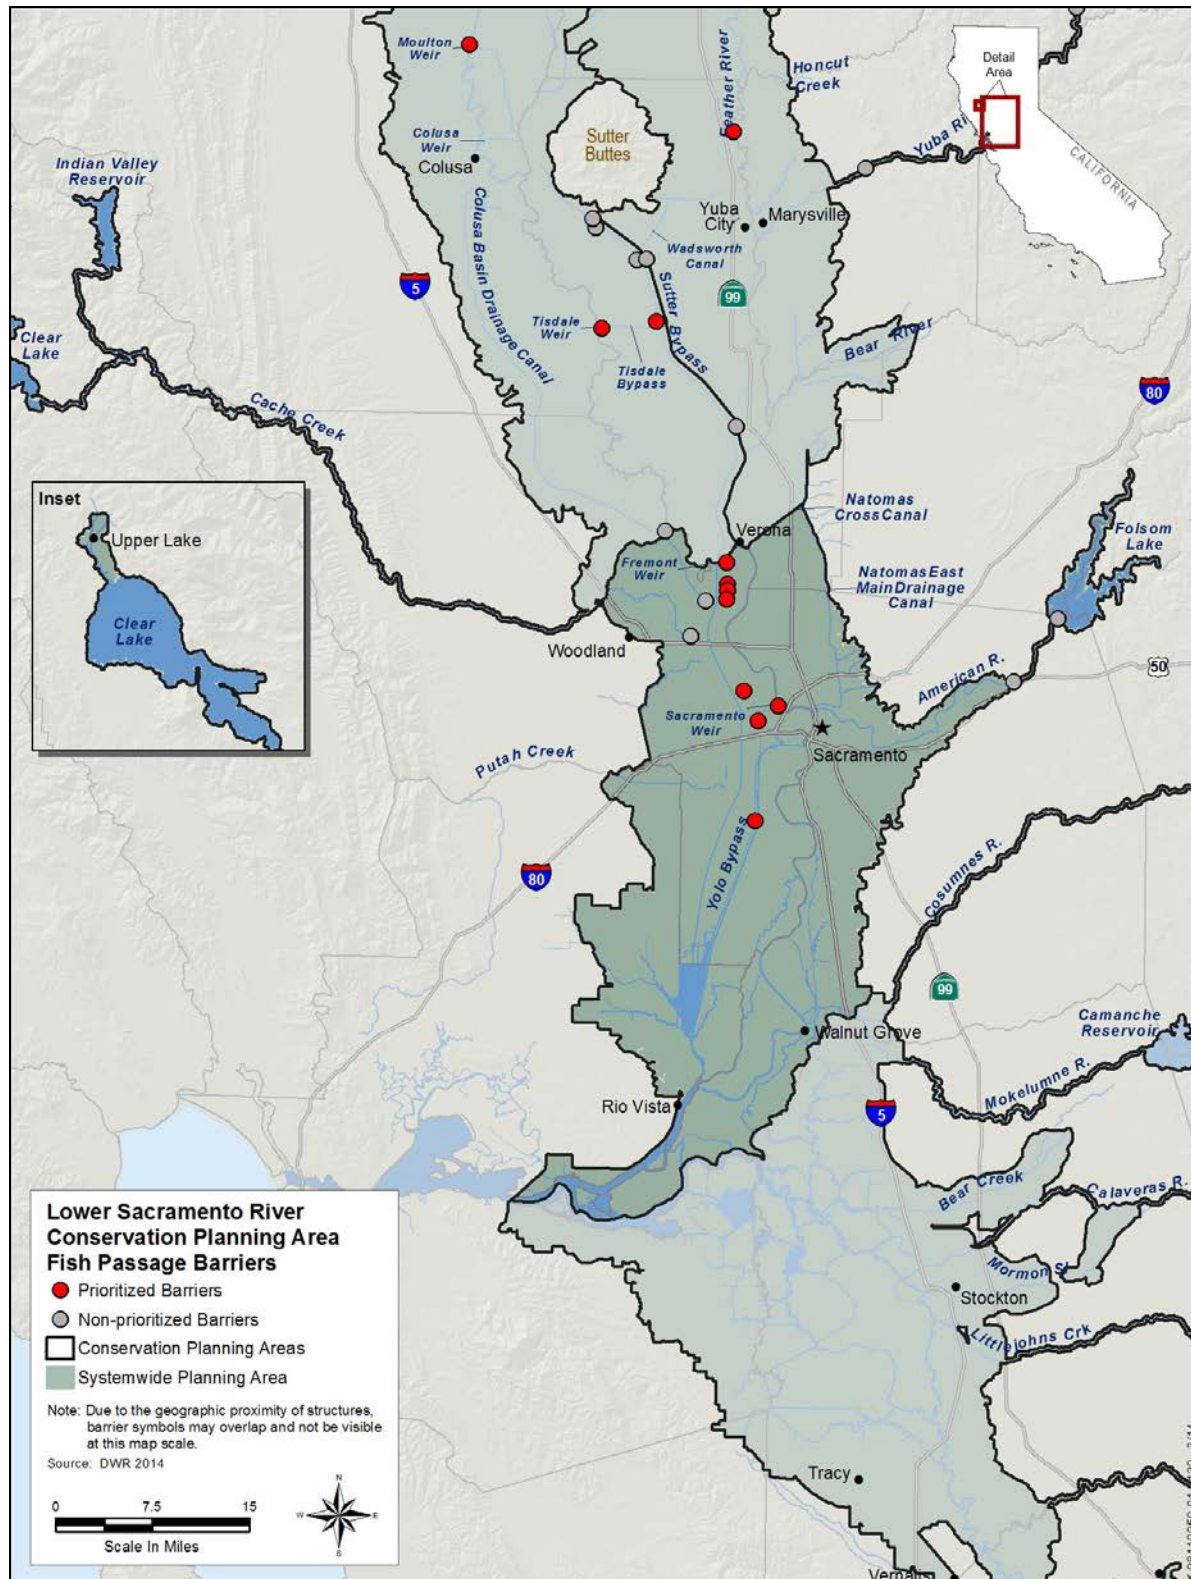 Moulton
Weir
Feather River
Honcut
Creek
Detail
Area
CALIFORNIA
Colusa
Weir
Colusa
Sutter
Buttes
Indian Valley
Reservoir
Yuba
City
Marysville
Wadsworth
Canal
Colusa Basin Drainage Canal
5
99
Sutter Bypass
Tisdale
Weir
Tisdale
Bypass
Bear River
Clear
Lake
80
Cache Creek
Inset
Upper Lake
Clear
Lake
Natomas
Cross Canal
Verona
Folsom
Lake
Fremont
Weir
Natomas East
Main Drainage
Canal
Woodland
50
American R.
Sacramento
Weir
Sacramento
Putah Creek
Yolo Bypass
80
Cosumnes R.
99
Camanche
Reservoir
Walnut Grove
Mokelumne R.
Rio Vista
5
Bear Creek
Calaveras R.
Mormon Sl.
Stockton
Littlejohns Crk
Tracy
Vernalis
Lower Sacramento River
Conservation Planning Area
Fish Passage Barriers
Prioritized Barriers
Non-prioritized Barriers
Conservation Planning Areas
Systemwide Planning Area
Note: Due to the geographic proximity of structures,
barrier symbols may overlap and not be visible
at this map scale.
Source: DWR 2014
0 7.5 15
Scale In Miles
N
W E
S